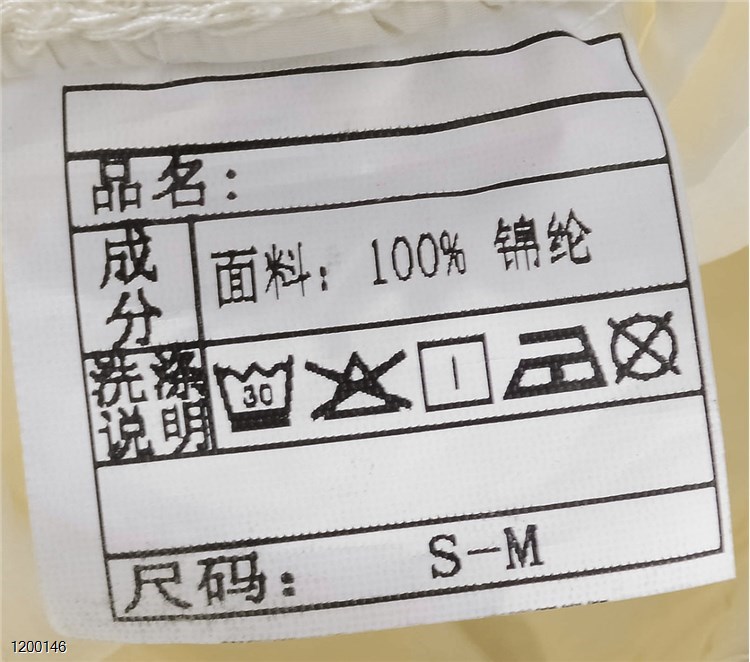 品名：
成分
面料：100% 锦纶
洗涤说明
30
尺码：S-M
1200146